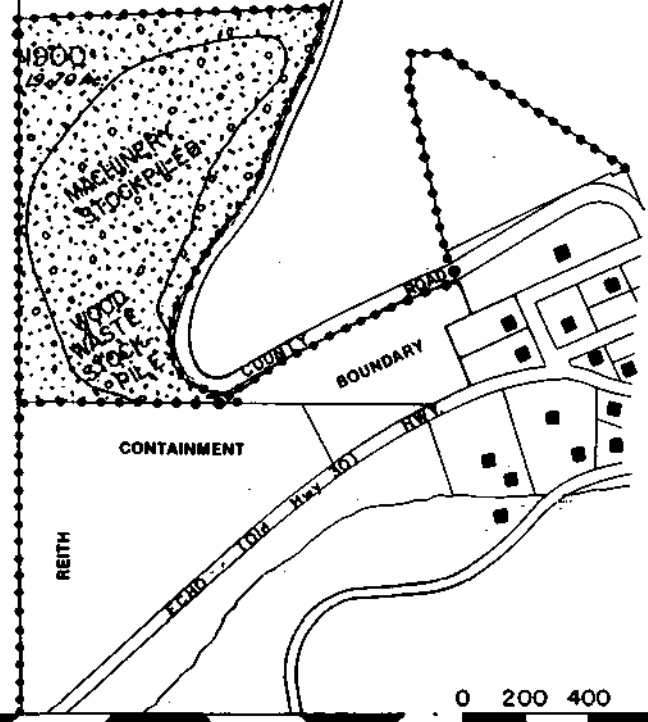 1900
19.70 Ac.
MACHINERY
STOCKPILED
WOOD
WASTE
STOCK-
PILE
COUNTY ROAD
BOUNDARY
CONTAINMENT
REITH
ECHO (Old Hwy 30) HWY
0 200 400